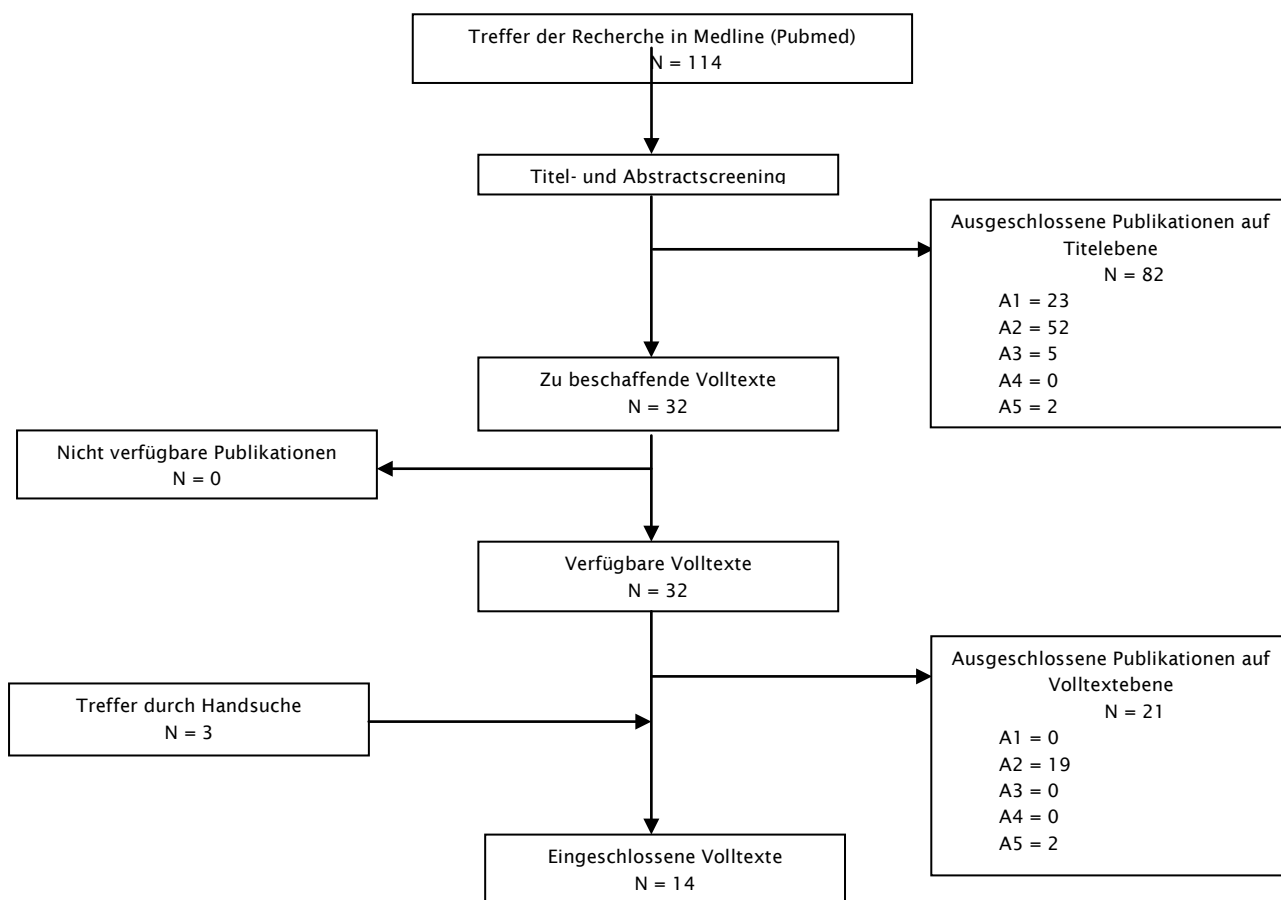 Treffer der Recherche in Medline (Pubmed)
N = 114
Titel- und Abstractscreening
Ausgeschlossene Publikationen auf
Titelebene
N = 82
A1 = 23
A2 = 52
A3 = 5
A4 = 0
A5 = 2
Zu beschaffende Volltexte
N = 32
Nicht verfügbare Publikationen
N = 0
Verfügbare Volltexte
N = 32
Ausgeschlossene Publikationen auf
Volltextebene
N = 21
A1 = 0
A2 = 19
A3 = 0
A4 = 0
A5 = 2
Treffer durch Handsuche
N = 3
Eingeschlossene Volltexte
N = 14